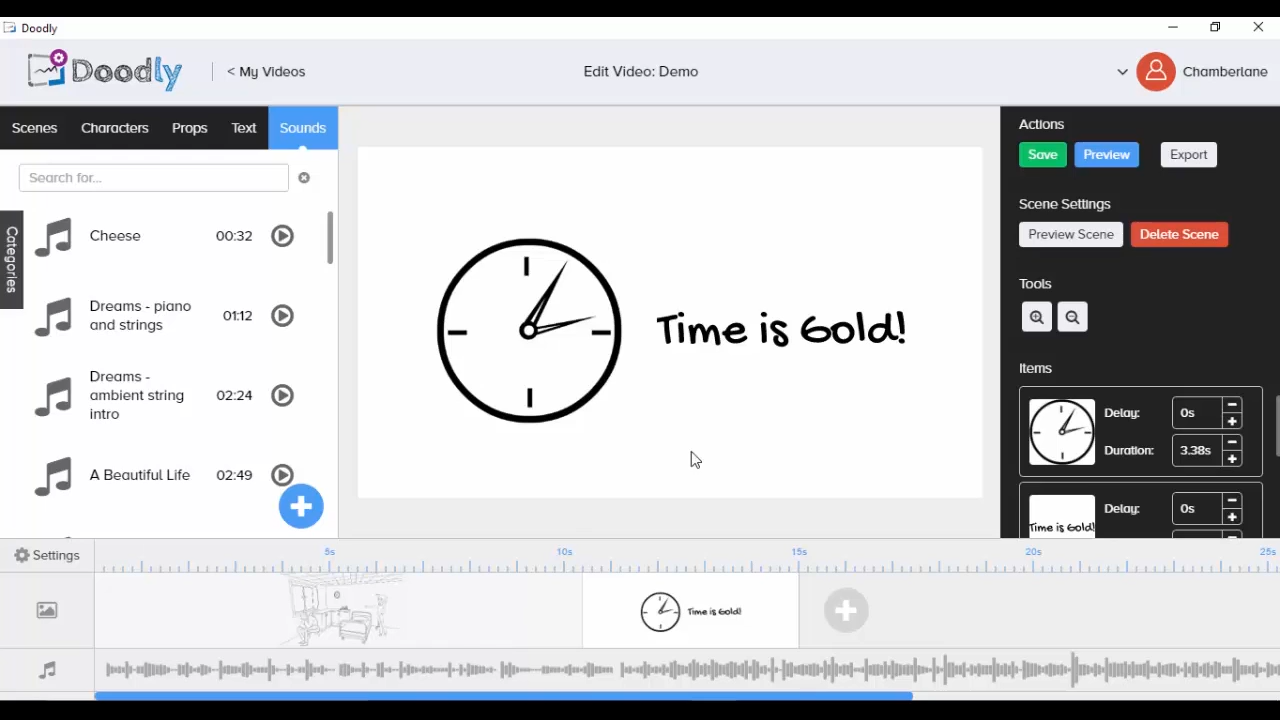 Doodly
Doodly
< My Videos
Edit Video: Demo
Chamberlane
Scenes
Characters
Props
Text
Sounds
Search for...
Categories
Cheese
00:32
Dreams - piano
and strings
01:12
Dreams -
ambient string
intro
02:24
A Beautiful Life
02:49
Time is Gold!
Actions
Save
Preview
Export
Scene Settings
Preview Scene
Delete Scene
Tools
Items
Delay:
0s
Duration:
3.38s
Time is Gold!
Delay:
0s
Settings
5s
10s
15s
20s
25s
Time is Gold!